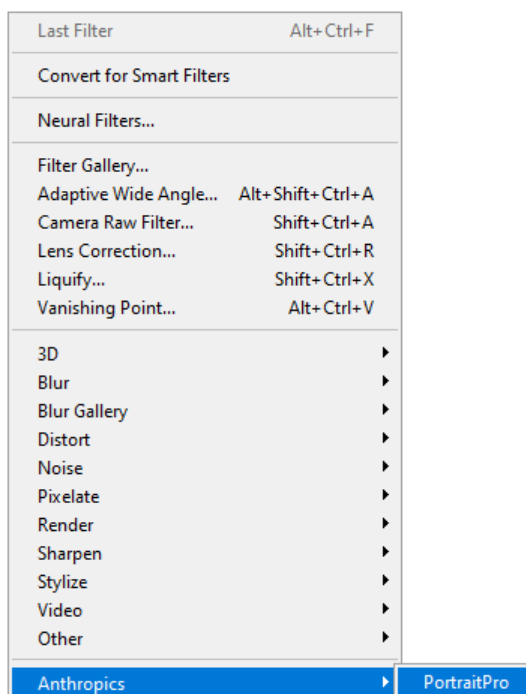 Last Filter Alt+Ctrl+F
Convert for Smart Filters
Neural Filters...
Filter Gallery...
Adaptive Wide Angle... Alt+Shift+Ctrl+A
Camera Raw Filter... Shift+Ctrl+A
Lens Correction... Shift+Ctrl+R
Liquify... Shift+Ctrl+X
Vanishing Point... Alt+Ctrl+V
3D
Blur
Blur Gallery
Distort
Noise
Pixelate
Render
Sharpen
Stylize
Video
Other
Anthropics PortraitPro